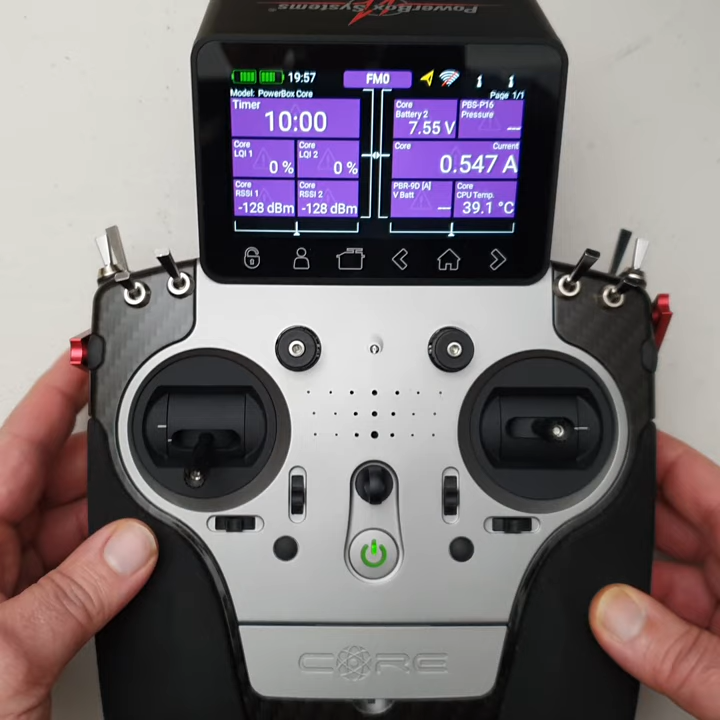 PowerBox Systems®
19:57 FM0
Model: PowerBox Core Page 1/1
Timer
10:00
Core
LQI 1
0 %
Core
LQI 2
0 %
Core
RSSI 1
-128 dBm
Core
RSSI 2
-128 dBm
Core
Battery 2
7.55 V
PBS-P16
Pressure
—
Core Current
0.547 A
PBR-9D [A]
V Batt
—
Core
CPU Temp.
39.1 °C
CORE